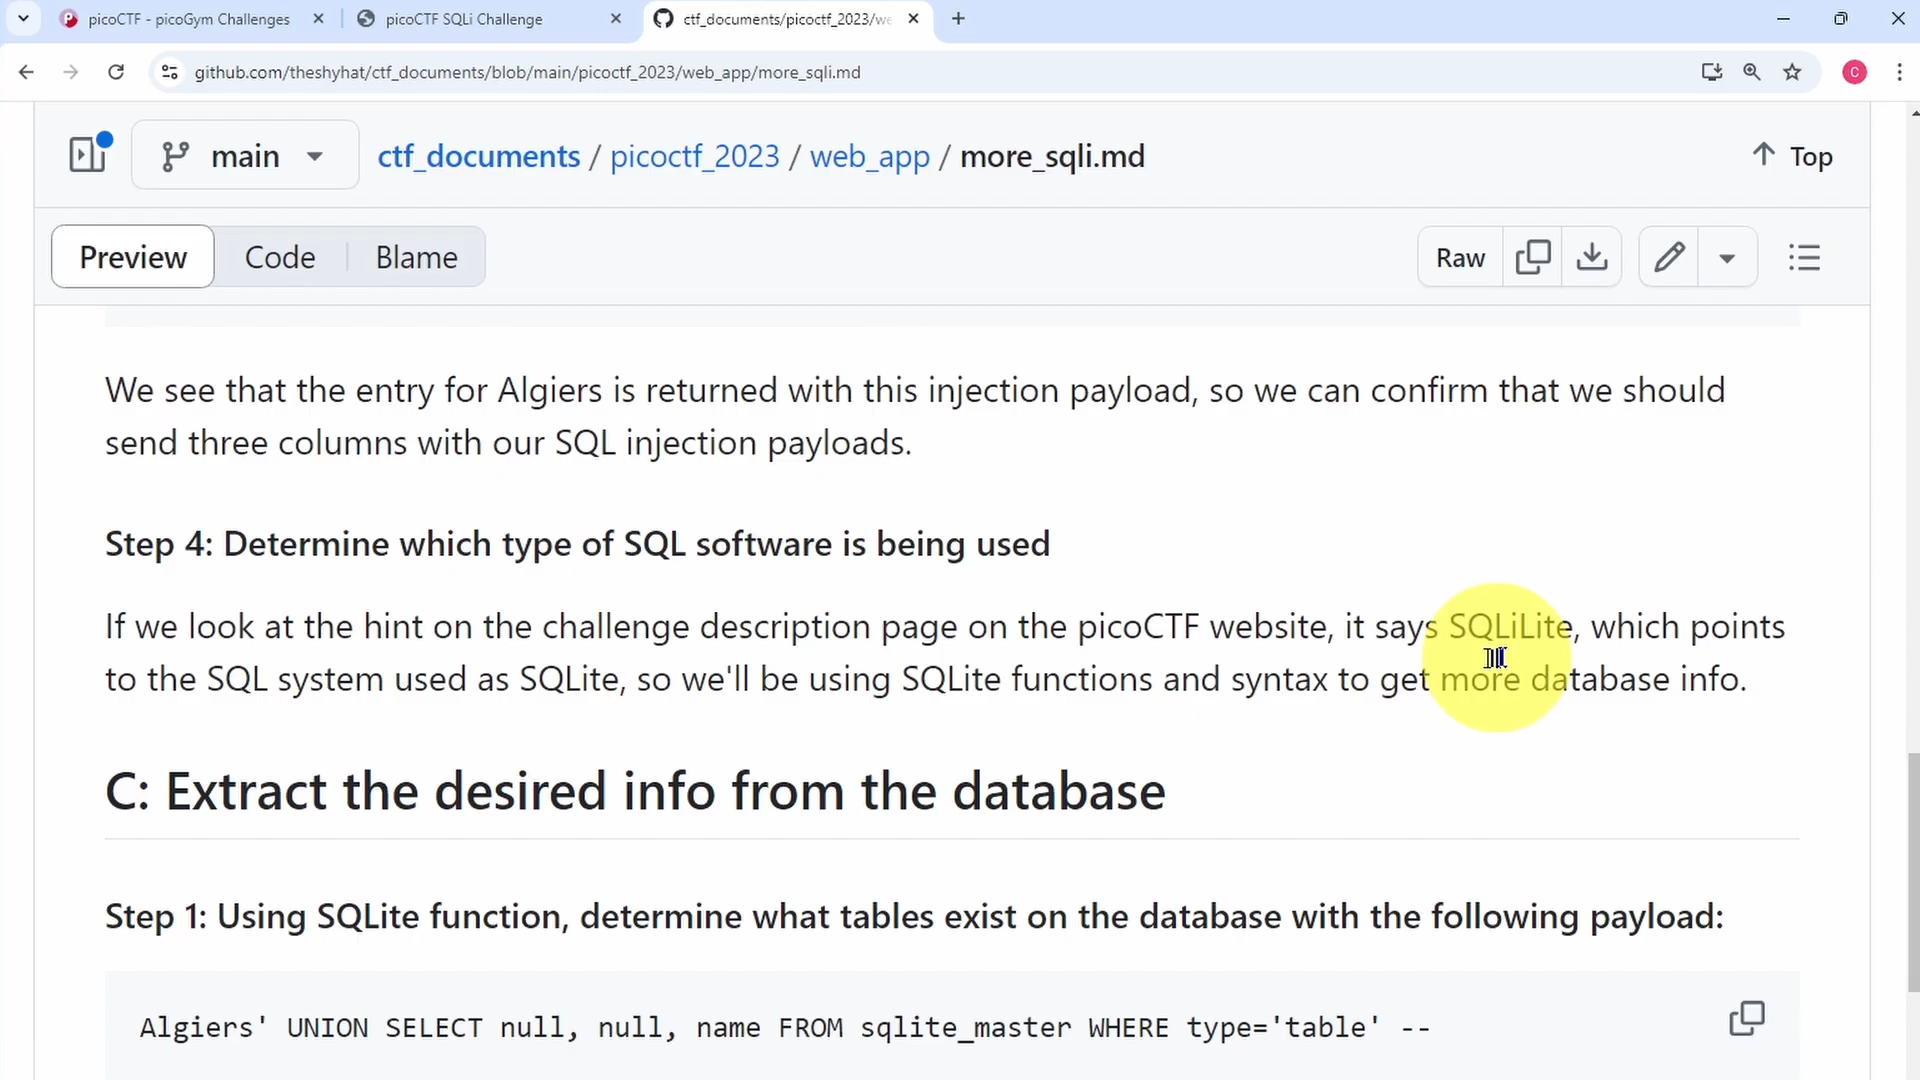 picoCTF - picoGym Challenges
picoCTF SQLi Challenge
ctf_documents/picoctf_2023/we
github.com/theshyhat/ctf_documents/blob/main/picoctf_2023/web_app/more_sqli.md
C
main
ctf_documents / picoctf_2023 / web_app / more_sqli.md
Top
Preview
Code
Blame
Raw
We see that the entry for Algiers is returned with this injection payload, so we can confirm that we should
send three columns with our SQL injection payloads.
Step 4: Determine which type of SQL software is being used
If we look at the hint on the challenge description page on the picoCTF website, it says SQLiLite, which points
to the SQL system used as SQLite, so we'll be using SQLite functions and syntax to get more database info.
C: Extract the desired info from the database
Step 1: Using SQLite function, determine what tables exist on the database with the following payload:
Algiers' UNION SELECT null, null, name FROM sqlite_master WHERE type='table' --